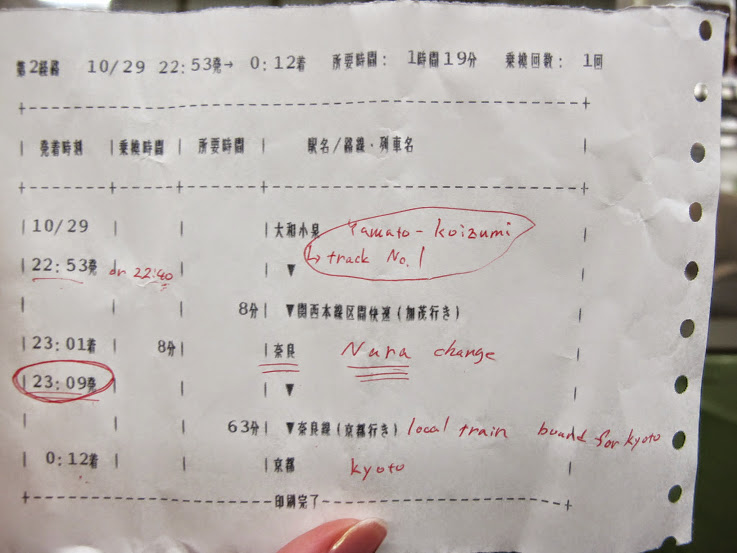 第2経路 10/29 22:53発→ 0:12着 所要時間: 1時間19分 乗換回数: 1回
+---------+---------+---------+---------------------------------+
| 発着時刻 |乗換時間 | 所要時間 | 駅名/路線・列車名 |
+---------+---------+---------+---------------------------------+
|10/29 | |大和小泉 Yamato-koizumi
↳ track No.1
|22:53発 or 22:40 | ▼
| | 8分| ▼関西本線区間快速(加茂行き) |
|23:01着 | 8分| |奈良 Nara change |
|23:09発 | | | ▼ |
| | 63分| ▼奈良線(京都行き) local train bound for kyoto
| 0:12着 | | |京都 kyoto |
+---------印刷完了---------+